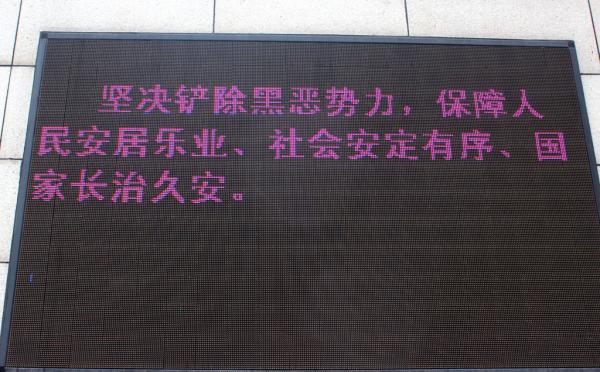 坚决铲除黑恶势力，保障人
民安居乐业、社会安定有序、国
家长治久安。